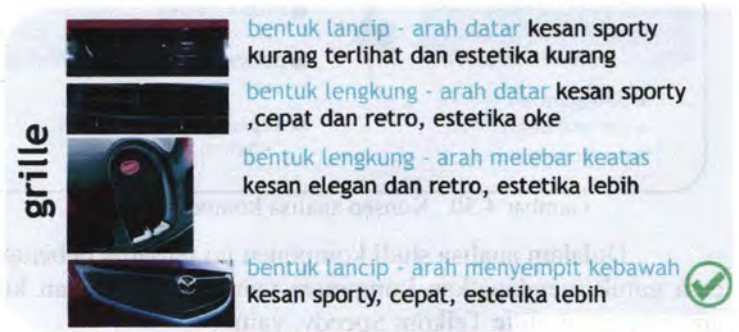 grille
bentuk lancip - arah datar kesan sporty
kurang terlihat dan estetika kurang
bentuk lengkung - arah datar kesan sporty
,cepat dan retro, estetika oke
bentuk lengkung - arah melebar keatas
kesan elegan dan retro, estetika lebih
bentuk lancip - arah menyempit kebawah
kesan sporty, cepat, estetika lebih